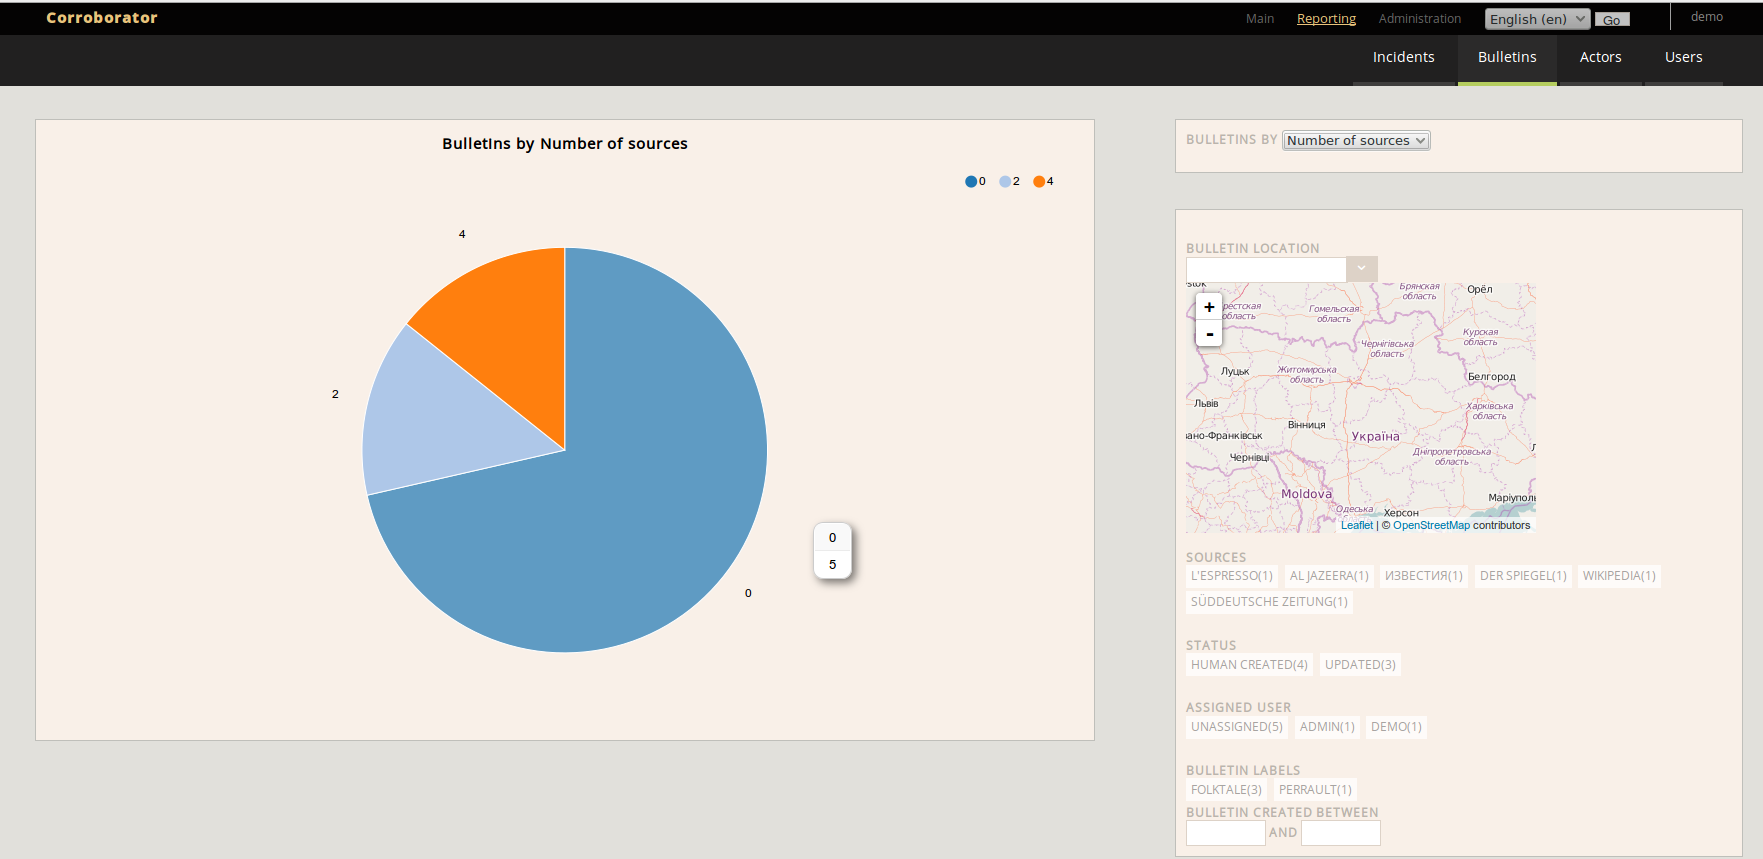 Corroborator
Main Reporting Administration English (en) Go demo
Incidents Bulletins Actors Users
Bulletins by Number of sources
0 2 4
4
2
0
5
0
BULLETINS BY Number of sources
BULLETIN LOCATION
Брянская область
Орёл
+
-
Гомельская область
Курская область
Чернігівська область
Луцьк
Житомирська область
Белгород
Львів
Харківська область
Вінниця
Україна
ано-Франківськ
Чернівці
Дніпропетровська область
Moldova
Маріуполь
Одеська
Херсон
Leaflet | © OpenStreetMap contributors
SOURCES
L'ESPRESSO(1) AL JAZEERA(1) ИЗВЕСТИЯ(1) DER SPIEGEL(1) WIKIPEDIA(1)
SÜDDEUTSCHE ZEITUNG(1)
STATUS
HUMAN CREATED(4) UPDATED(3)
ASSIGNED USER
UNASSIGNED(5) ADMIN(1) DEMO(1)
BULLETIN LABELS
FOLKTALE(3) PERRAULT(1)
BULLETIN CREATED BETWEEN
AND